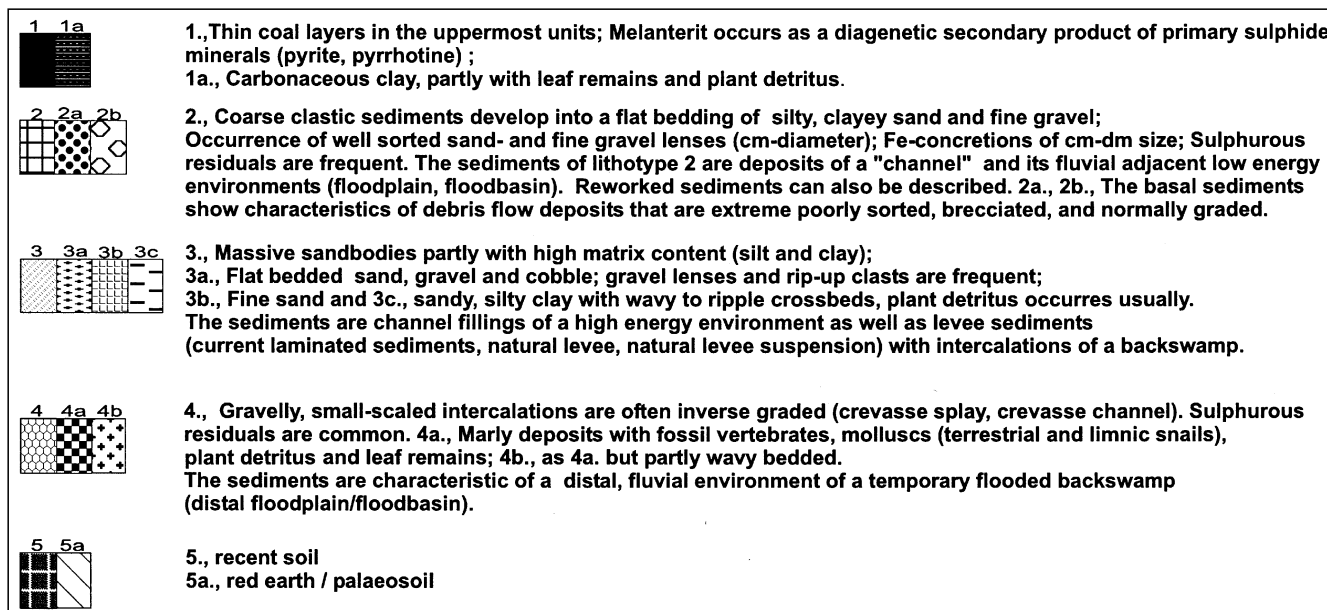 1 1a
1.,Thin coal layers in the uppermost units; Melanterit occurs as a diagenetic secondary product of primary sulphide
minerals (pyrite, pyrrhotine) ;
1a., Carbonaceous clay, partly with leaf remains and plant detritus.
2 2a 2b
2., Coarse clastic sediments develop into a flat bedding of silty, clayey sand and fine gravel;
Occurrence of well sorted sand- and fine gravel lenses (cm-diameter); Fe-concretions of cm-dm size; Sulphurous
residuals are frequent. The sediments of lithotype 2 are deposits of a "channel" and its fluvial adjacent low energy
environments (floodplain, floodbasin). Reworked sediments can also be described. 2a., 2b., The basal sediments
show characteristics of debris flow deposits that are extreme poorly sorted, brecciated, and normally graded.
3 3a 3b 3c
3., Massive sandbodies partly with high matrix content (silt and clay);
3a., Flat bedded sand, gravel and cobble; gravel lenses and rip-up clasts are frequent;
3b., Fine sand and 3c., sandy, silty clay with wavy to ripple crossbeds, plant detritus occurres usually.
The sediments are channel fillings of a high energy environment as well as levee sediments
(current laminated sediments, natural levee, natural levee suspension) with intercalations of a backswamp.
4 4a 4b
4., Gravelly, small-scaled intercalations are often inverse graded (crevasse splay, crevasse channel). Sulphurous
residuals are common. 4a., Marly deposits with fossil vertebrates, molluscs (terrestrial and limnic snails),
plant detritus and leaf remains; 4b., as 4a. but partly wavy bedded.
The sediments are characteristic of a distal, fluvial environment of a temporary flooded backswamp
(distal floodplain/floodbasin).
5 5a
5., recent soil
5a., red earth / palaeosoil